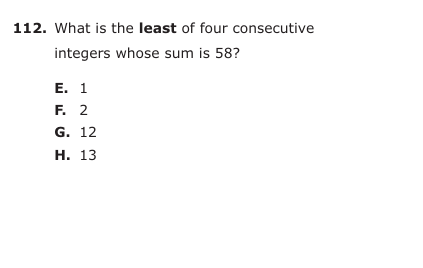 112. What is the least of four consecutive
integers whose sum is 58?
E. 1
F. 2
G. 12
H. 13